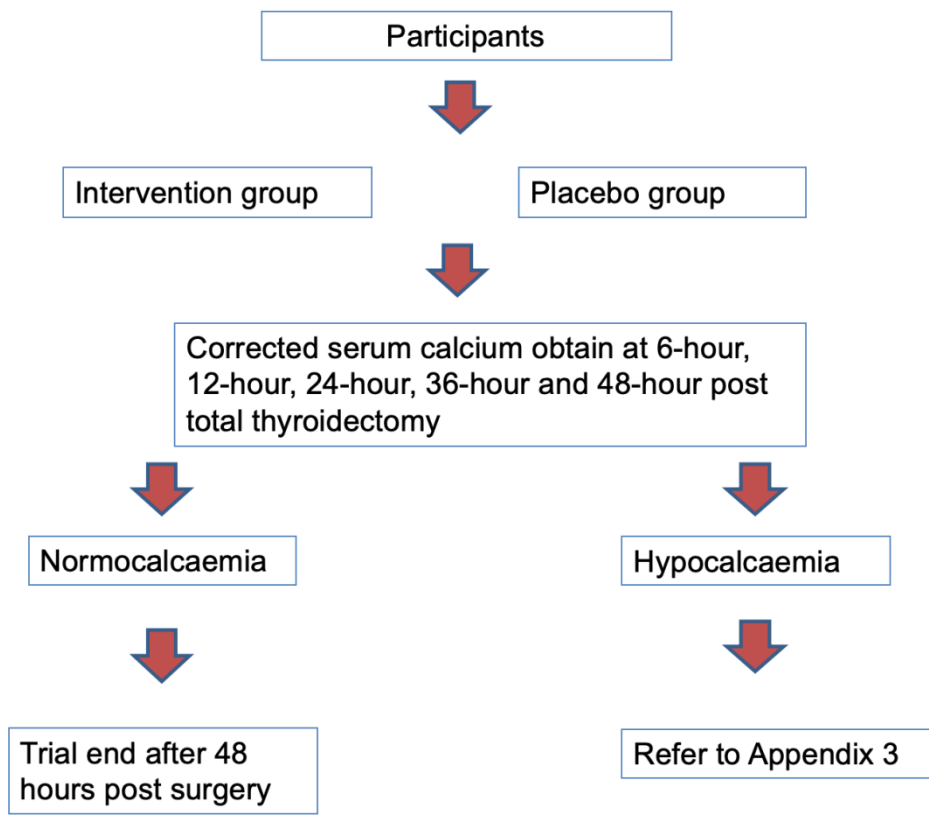 Participants
Intervention group
Placebo group
Corrected serum calcium obtain at 6-hour,
12-hour, 24-hour, 36-hour and 48-hour post
total thyroidectomy
Normocalcaemia
Hypocalcaemia
Trial end after 48
hours post surgery
Refer to Appendix 3